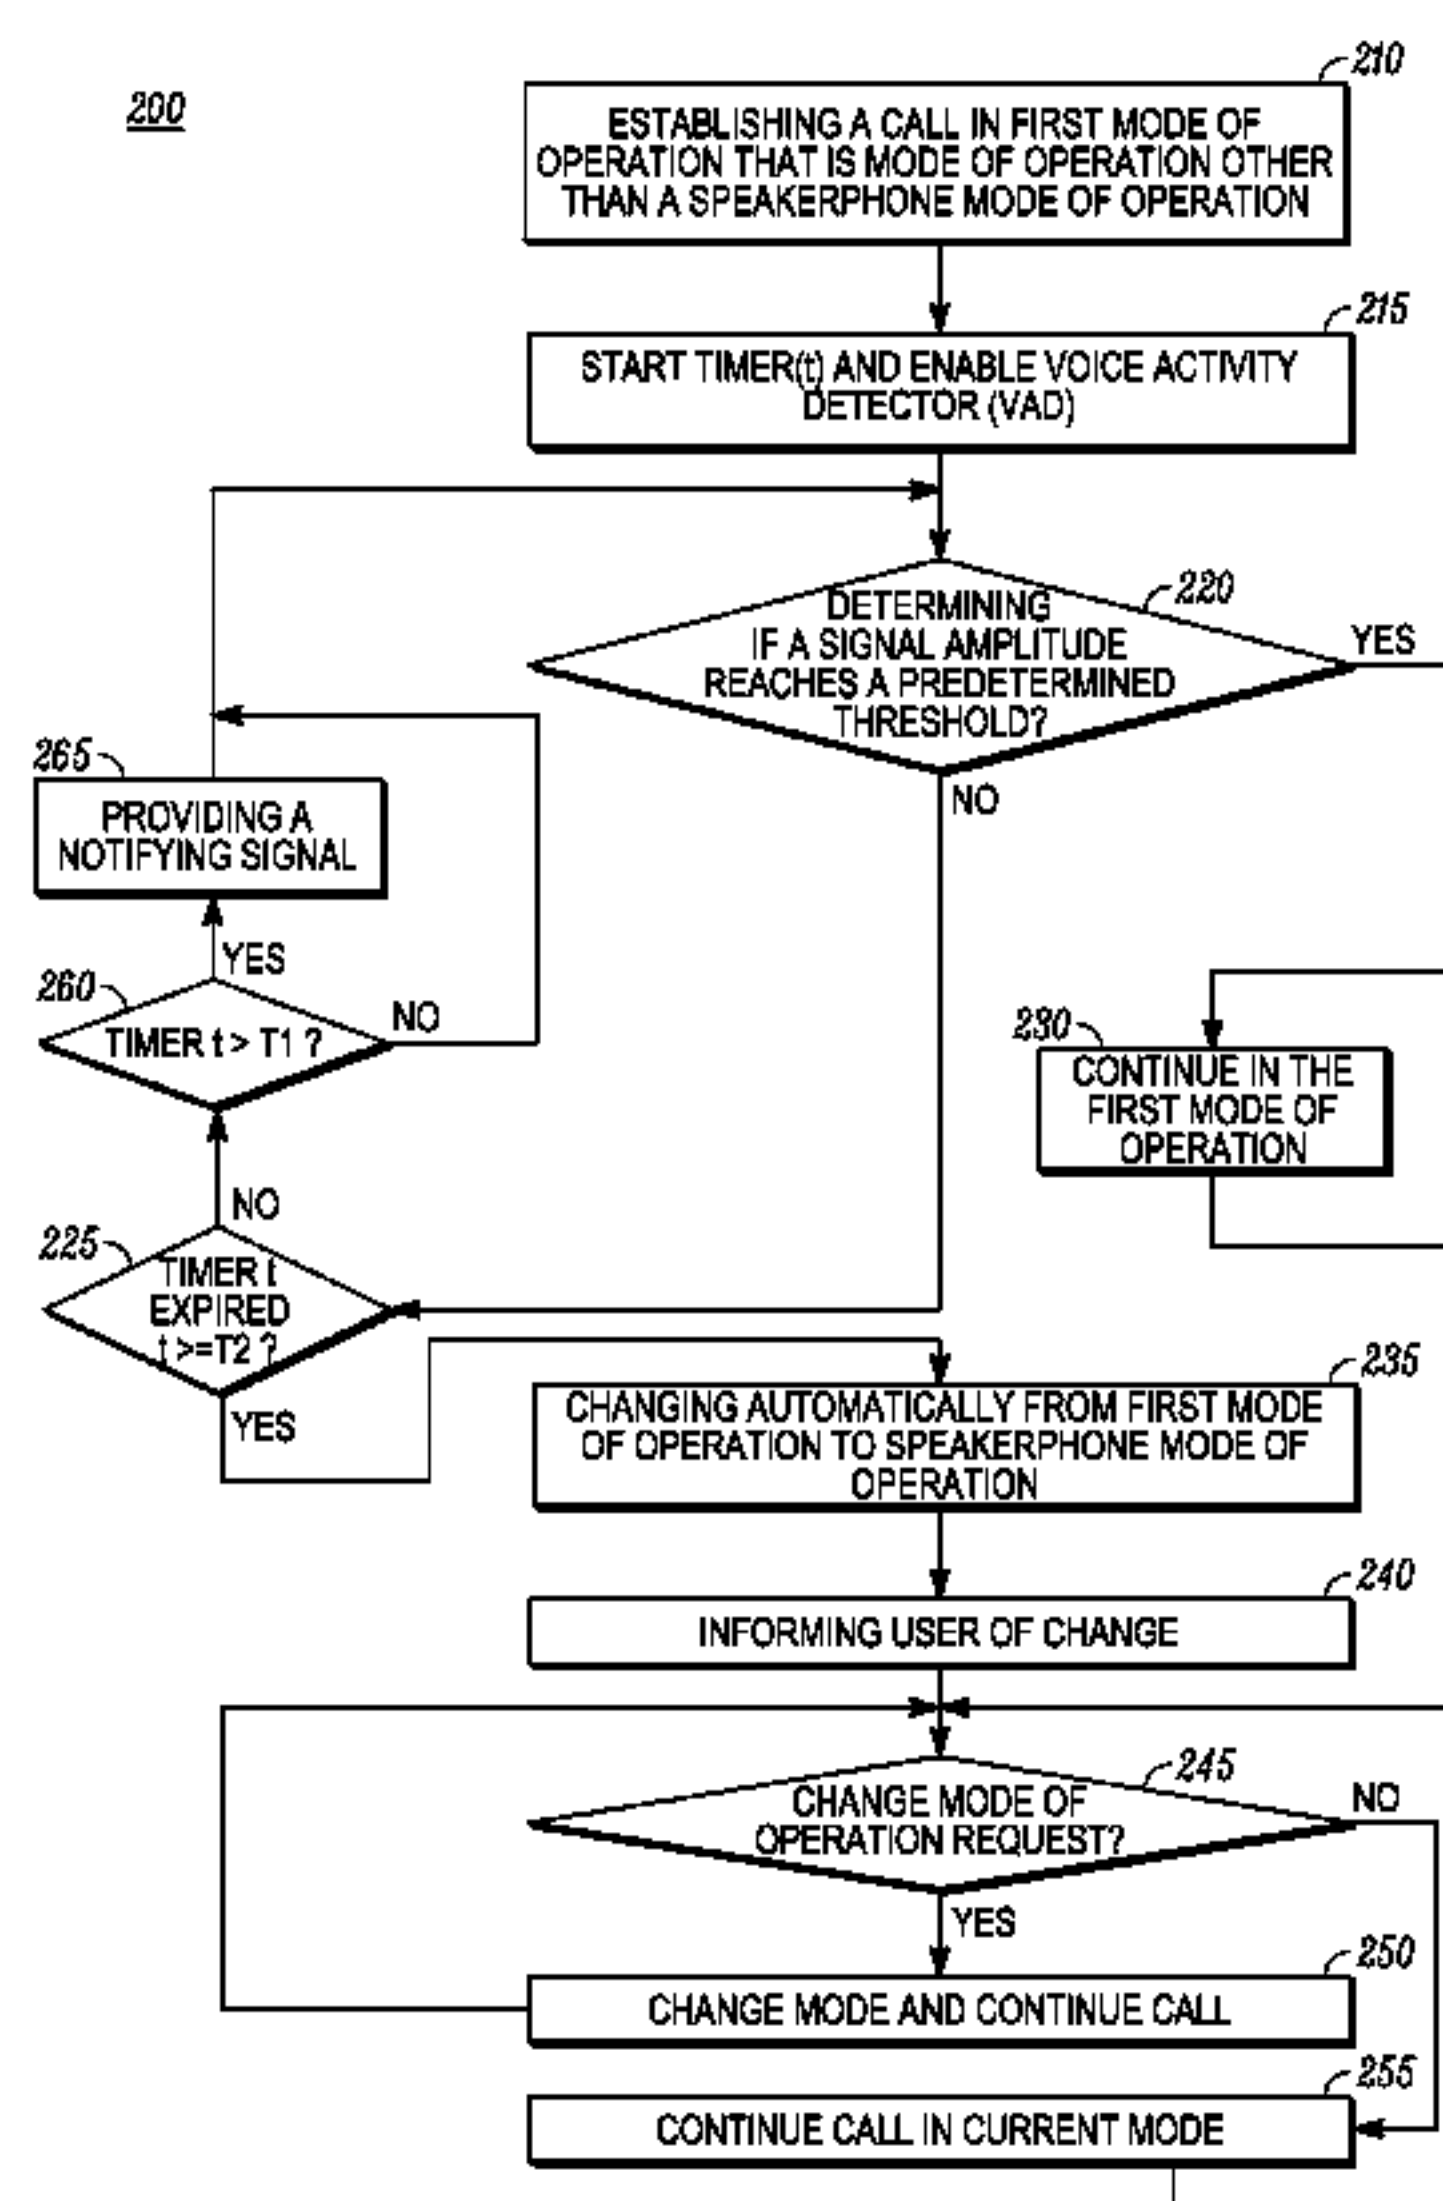 200
210
ESTABLISHING A CALL IN FIRST MODE OF
OPERATION THAT IS MODE OF OPERATION OTHER
THAN A SPEAKERPHONE MODE OF OPERATION
215
START TIMER(t) AND ENABLE VOICE ACTIVITY
DETECTOR (VAD)
220
DETERMINING
IF A SIGNAL AMPLITUDE
REACHES A PREDETERMINED
THRESHOLD?
YES
NO
265
PROVIDING A
NOTIFYING SIGNAL
YES
260
TIMER t > T1 ?
NO
230
CONTINUE IN THE
FIRST MODE OF
OPERATION
NO
225
TIMER t
EXPIRED
t >=T2 ?
YES
235
CHANGING AUTOMATICALLY FROM FIRST MODE
OF OPERATION TO SPEAKERPHONE MODE OF
OPERATION
240
INFORMING USER OF CHANGE
245
CHANGE MODE OF
OPERATION REQUEST?
NO
YES
250
CHANGE MODE AND CONTINUE CALL
255
CONTINUE CALL IN CURRENT MODE